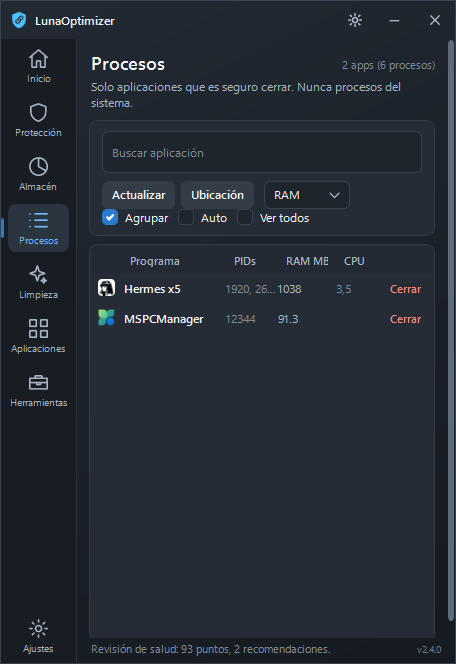 LunaOptimizer
Inicio
Protección
Almacén
Procesos
Limpieza
Aplicaciones
Herramientas
Ajustes
Procesos
2 apps (6 procesos)
Solo aplicaciones que es seguro cerrar. Nunca procesos del
sistema.
Buscar aplicación
Actualizar Ubicación RAM
Agrupar Auto Ver todos
Programa PIDs RAM MB CPU
Hermes x5 1920, 26... 1038 3,5 Cerrar
MSPCManager 12344 91.3 Cerrar
Revisión de salud: 93 puntos, 2 recomendaciones.
v2.4.0